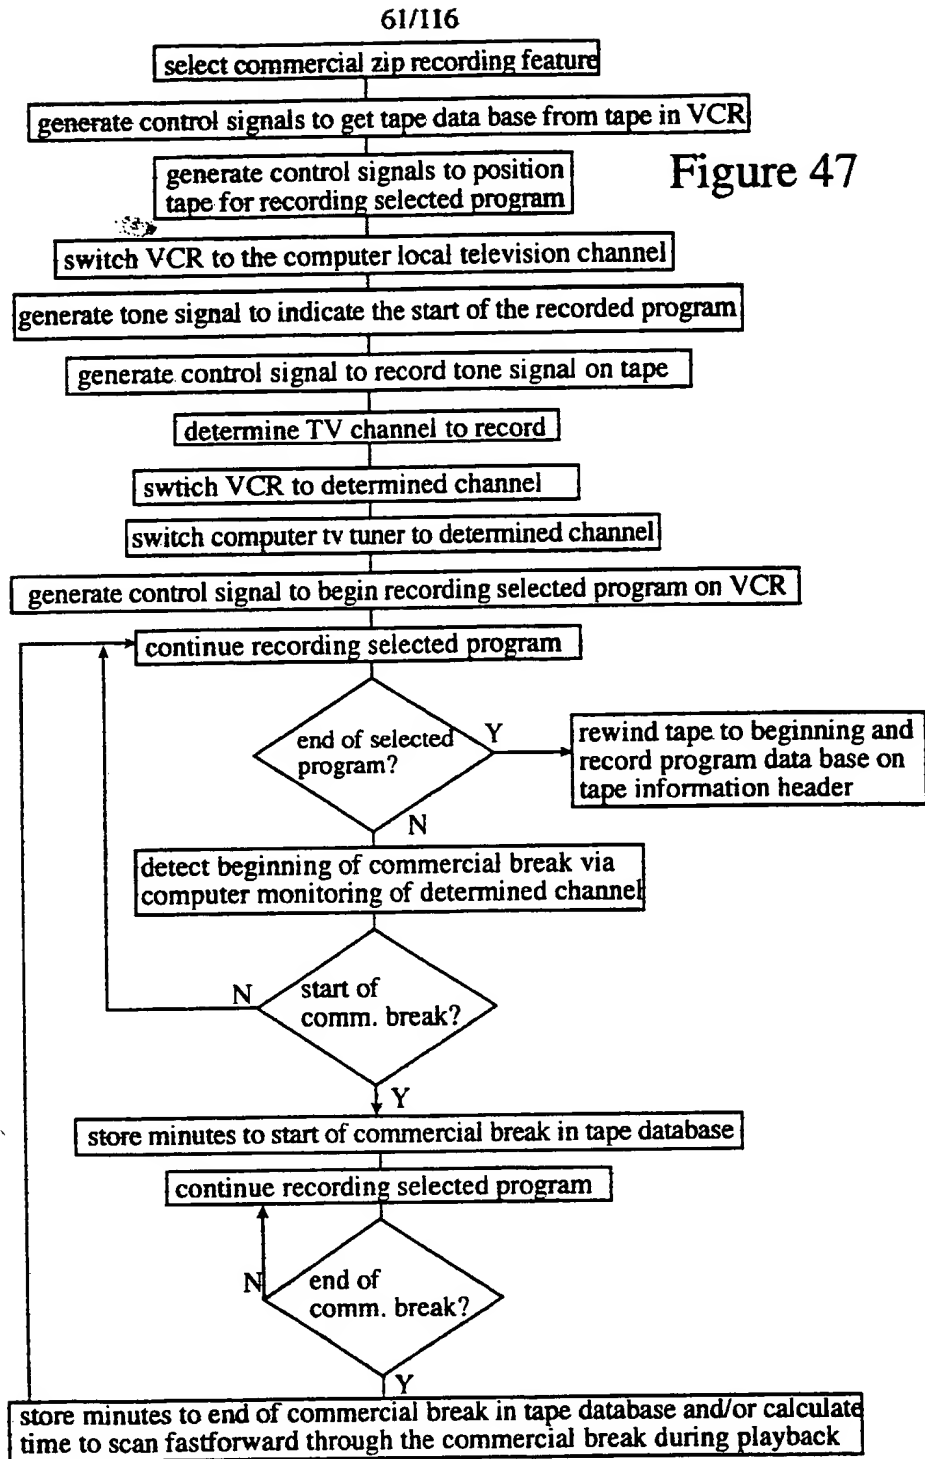 61/116
select commercial zip recording feature
generate control signals to get tape data base from tape in VCR
Figure 47
generate control signals to position
tape for recording selected program
switch VCR to the computer local television channel
generate tone signal to indicate the start of the recorded program
generate control signal to record tone signal on tape
determine TV channel to record
swtich VCR to determined channel
switch computer tv tuner to determined channel
generate control signal to begin recording selected program on VCR
continue recording selected program
end of selected
program?
Y
rewind tape to beginning and
record program data base on
tape information header
N
detect beginning of commercial break via
computer monitoring of determined channel
N
start of
comm. break?
Y
store minutes to start of commercial break in tape database
continue recording selected program
N
end of
comm. break?
Y
store minutes to end of commercial break in tape database and/or calculate
time to scan fastforward through the commercial break during playback